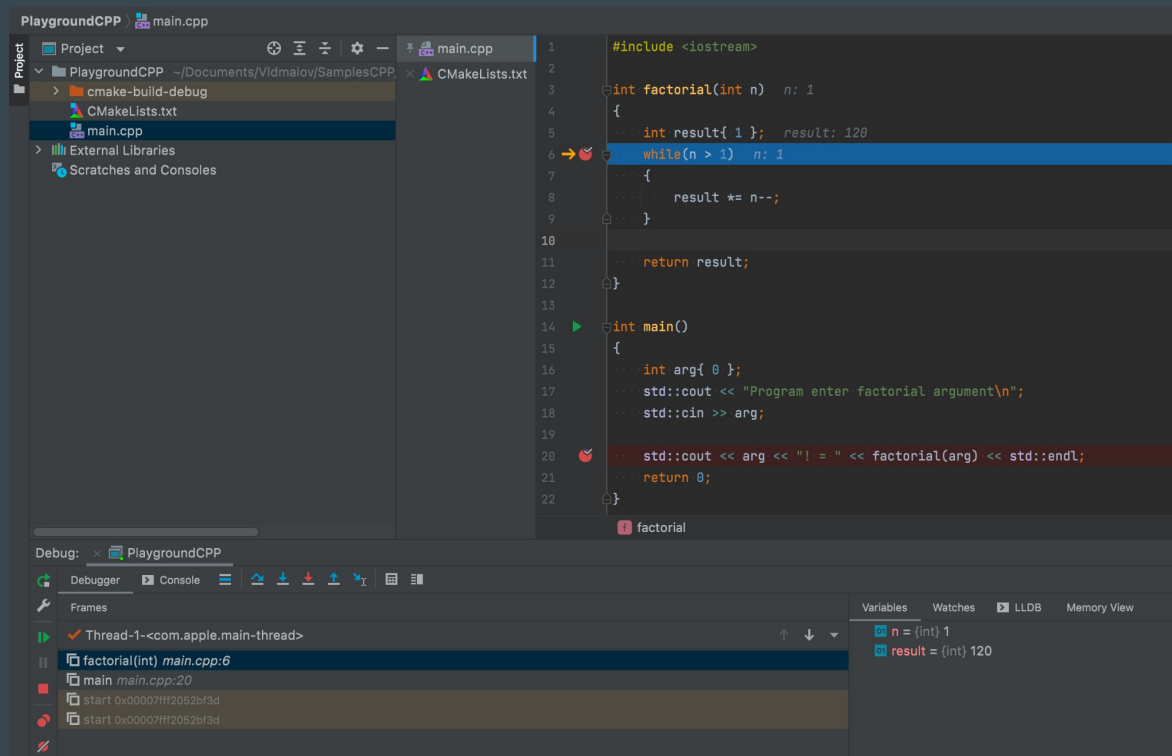 PlaygroundCPP 〉 main.cpp
Project
Project
PlaygroundCPP ~/Documents/Vldmalov/SamplesCPP
cmake-build-debug
CMakeLists.txt
main.cpp
External Libraries
Scratches and Consoles
main.cpp
CMakeLists.txt
1 #include <iostream>
2
3 int factorial(int n) n: 1
4 {
5 int result{ 1 }; result: 120
6 while(n > 1) n: 1
7 {
8 result *= n--;
9 }
10
11 return result;
12 }
13
14 int main()
15 {
16 int arg{ 0 };
17 std::cout << "Program enter factorial argument\n";
18 std::cin >> arg;
19
20 std::cout << arg << "! = " << factorial(arg) << std::endl;
21 return 0;
22 }
f factorial
Debug: PlaygroundCPP
Debugger Console
Frames
Thread-1-<com.apple.main-thread>
factorial(int) main.cpp:6
main main.cpp:20
start 0x00007fff2052bf3d
start 0x00007fff2052bf3d
Variables Watches LLDB Memory View
01 n = {int} 1
01 result = {int} 120